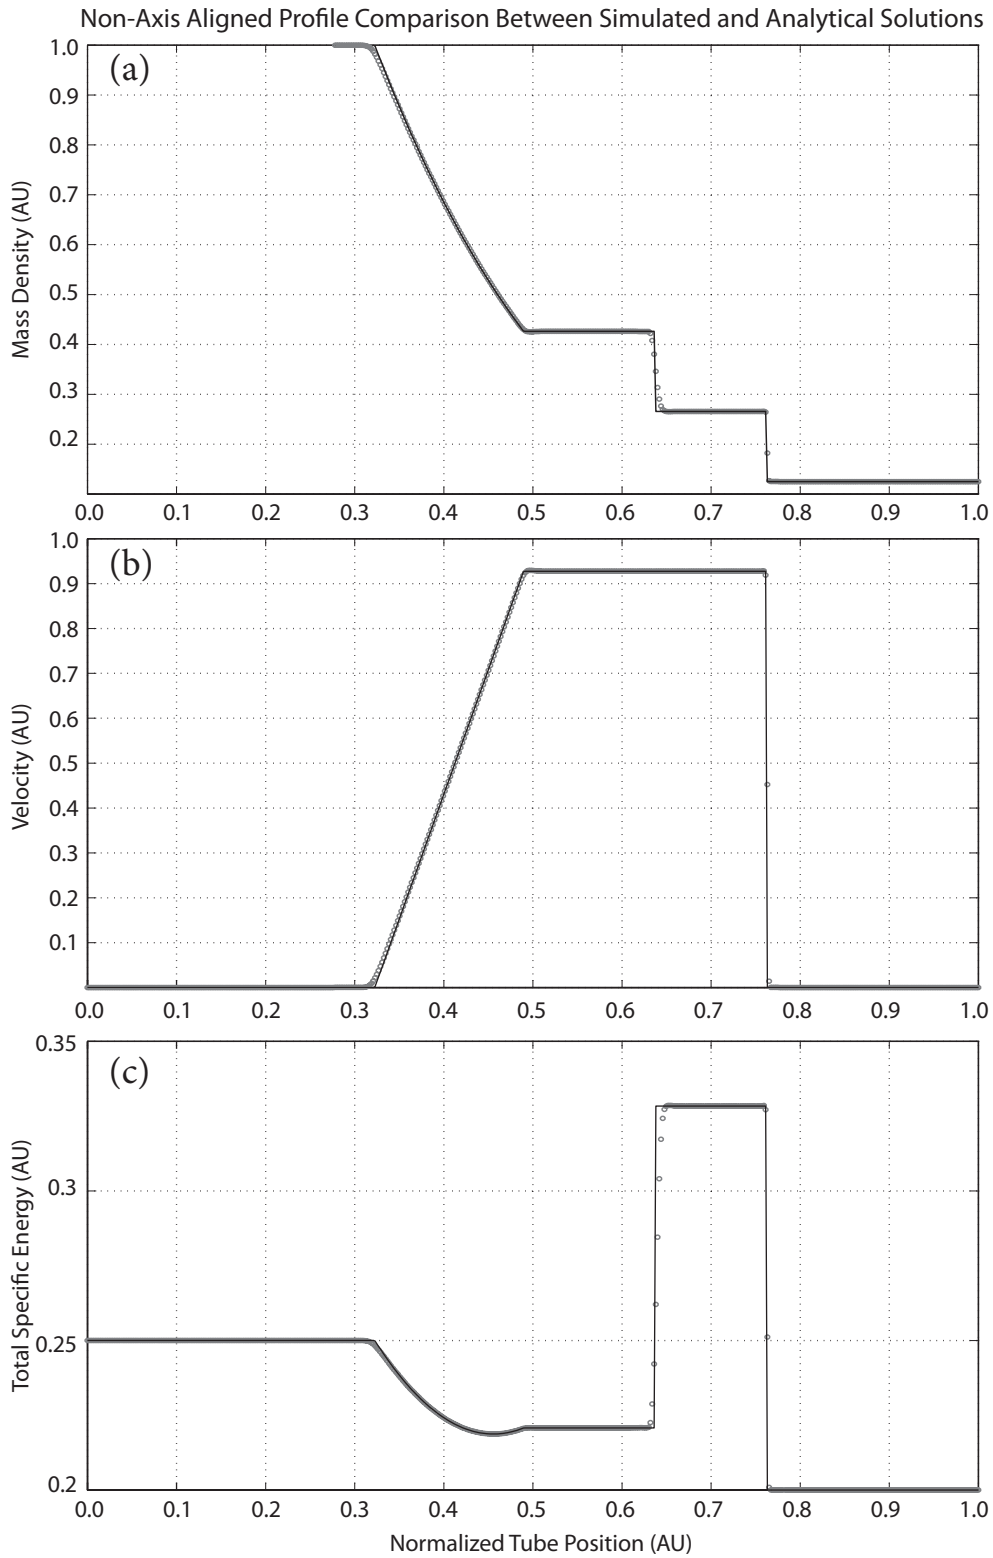 Non-Axis Aligned Profile Comparison Between Simulated and Analytical Solutions
(a)
Mass Density (AU)
1.0
0.9
0.8
0.7
0.6
0.5
0.4
0.3
0.2
0.0 0.1 0.2 0.3 0.4 0.5 0.6 0.7 0.8 0.9 1.0
(b)
Velocity (AU)
1.0
0.9
0.8
0.7
0.6
0.5
0.4
0.3
0.2
0.1
0.0 0.1 0.2 0.3 0.4 0.5 0.6 0.7 0.8 0.9 1.0
(c)
Total Specific Energy (AU)
0.35
0.3
0.25
0.2
0.0 0.1 0.2 0.3 0.4 0.5 0.6 0.7 0.8 0.9 1.0
Normalized Tube Position (AU)